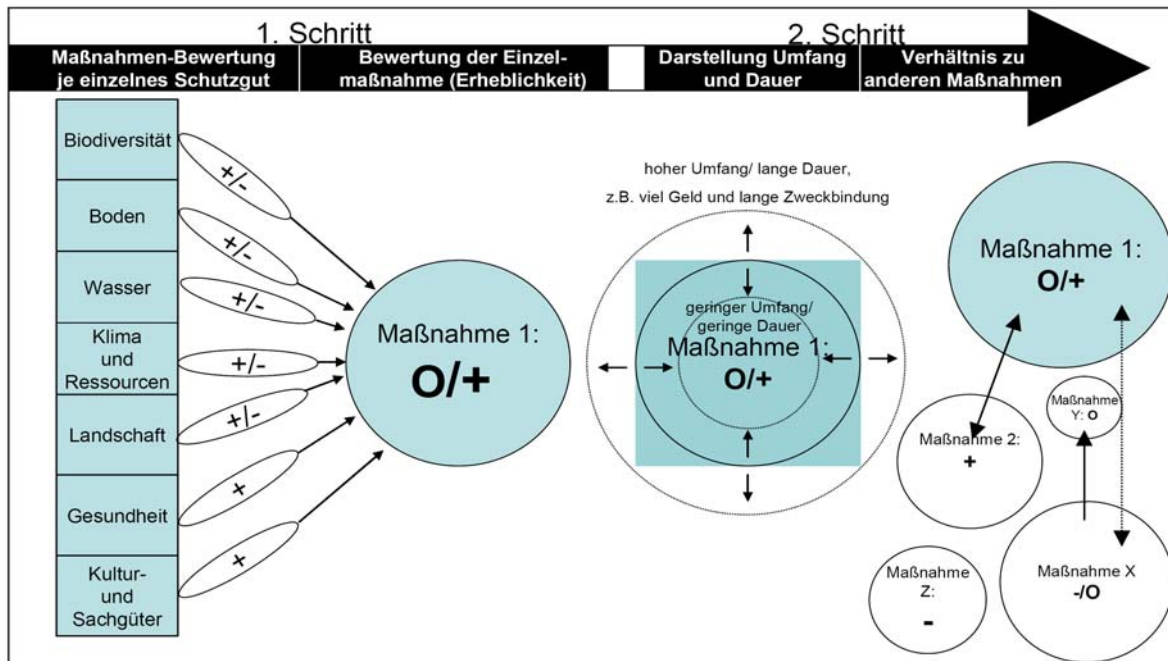 1. Schritt
2. Schritt
Maßnahmen-Bewertung
je einzelnes Schutzgut
Bewertung der Einzel-
maßnahme (Erheblichkeit)
Darstellung Umfang
und Dauer
Verhältnis zu
anderen Maßnahmen
Biodiversität
Boden
Wasser
Klima
und
Ressourcen
Landschaft
Gesundheit
Kultur-
und
Sachgüter
+/-
+/-
+/-
+/-
+/-
+
+
Maßnahme 1:
O/+
hoher Umfang/ lange Dauer,
z.B. viel Geld und lange Zweckbindung
geringer Umfang/
geringe Dauer
Maßnahme 1:
O/+
Maßnahme 1:
O/+
Maßnahme
Y: O
Maßnahme 2:
+
Maßnahme
Z:
-
Maßnahme X
-/O